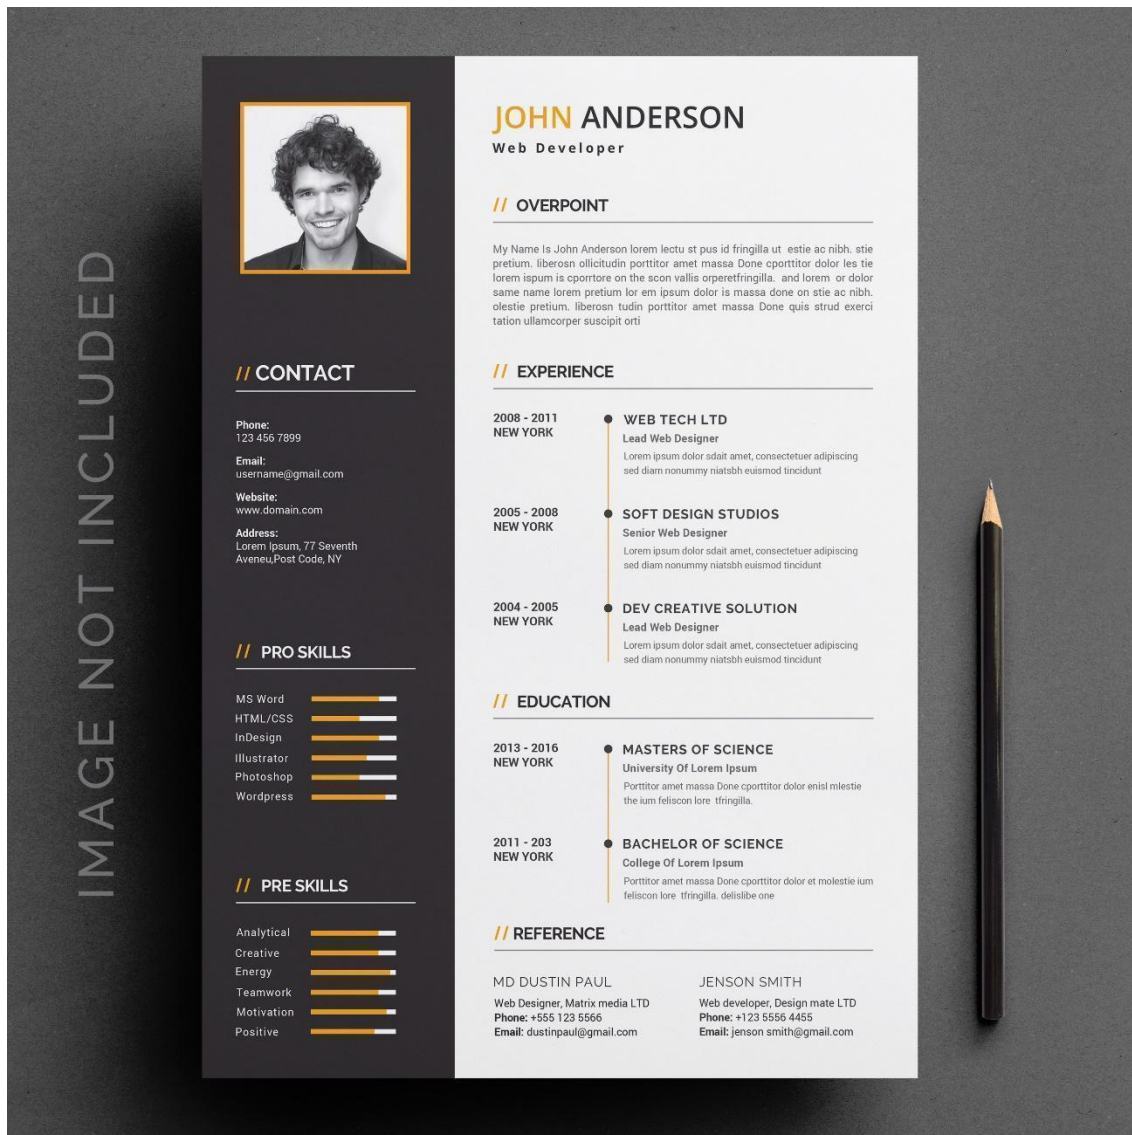 IMAGE NOT INCLUDED
// CONTACT
Phone:
123 456 7899
Email:
username@gmail.com
Website:
www.domain.com
Address:
Lorem Ipsum, 77 Seventh
Aveneu,Post Code, NY
// PRO SKILLS
MS Word
HTML/CSS
InDesign
Illustrator
Photoshop
Wordpress
// PRE SKILLS
Analytical
Creative
Energy
Teamwork
Motivation
Positive
JOHN ANDERSON
Web Developer
// OVERPOINT
My Name Is John Anderson lorem lectu st pus id fringilla ut estie ac nibh. stie
pretium. liberosn ollicitudin porttitor amet massa Done cporttitor dolor les tie
lorem ispum is cporrtore on the scon vallis orperetfringilla. and lorem or dolor
same name lorem pretium lor em ipsum dolor is massa done on stie ac nibh.
olestie pretium. liberosn tudin porttitor amet massa Done quis strud exerci
tation ullamcorper suscipit orti
// EXPERIENCE
2008 - 2011
NEW YORK
WEB TECH LTD
Lead Web Designer
Lorem ipsum dolor sdait amet, consectetuer adipiscing
sed diam nonummy niatsbh euismod tincidunt
2005 - 2008
NEW YORK
SOFT DESIGN STUDIOS
Senior Web Designer
Lorem ipsum dolor sdait amet, consectetuer adipiscing
sed diam nonummy niatsbh euismod tincidunt
2004 - 2005
NEW YORK
DEV CREATIVE SOLUTION
Lead Web Designer
Lorem ipsum dolor sdait amet, consectetuer adipiscing
sed diam nonummy niatsbh euismod tincidunt
// EDUCATION
2013 - 2016
NEW YORK
MASTERS OF SCIENCE
University Of Lorem Ipsum
Porttitor amet massa Done cporttitor dolor enisl mlestie
the ium feliscon lore tfringilla.
2011 - 203
NEW YORK
BACHELOR OF SCIENCE
College Of Lorem Ipsum
Porttitor amet massa Done cporttitor dolor et molestie ium
feliscon lore tfringilla. delislibe one
// REFERENCE
MD DUSTIN PAUL
Web Designer, Matrix media LTD
Phone: +555 123 5566
Email: dustinpaul@gmail.com
JENSON SMITH
Web developer, Design mate LTD
Phone: +123 5556 4455
Email: jenson smith@gmail.com